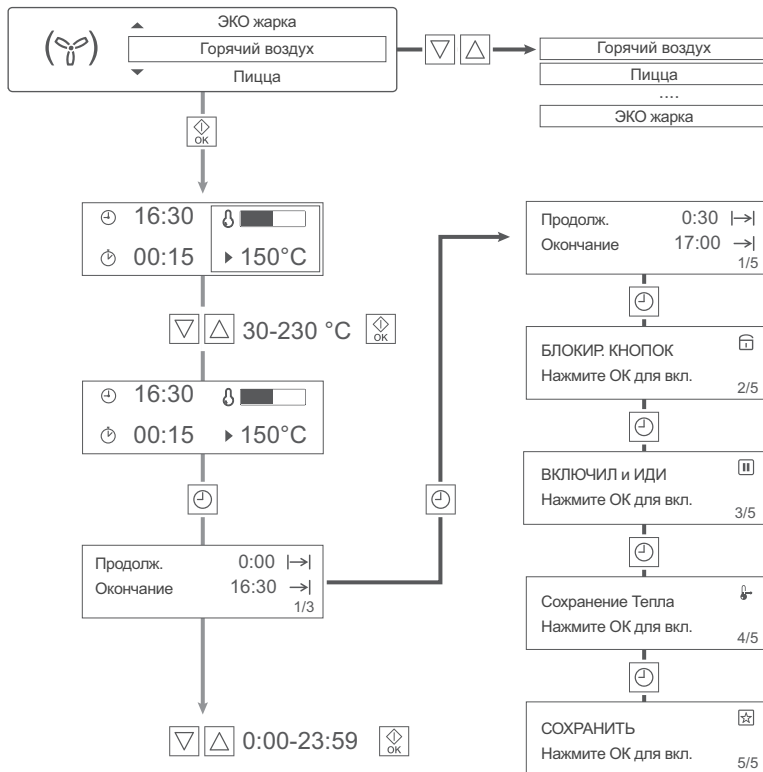 ЭКО жарка
Горячий воздух
Пицца
OK
Горячий воздух
Пицца
....
ЭКО жарка
16:30
00:15 150°C
30-230 °C OK
16:30
00:15 150°C
Продолж. 0:00
Окончание 16:30
1/3
0:00-23:59 OK
Продолж. 0:30
Окончание 17:00
1/5
БЛОКИР. КНОПОК
Нажмите ОК для вкл.
2/5
ВКЛЮЧИЛ и ИДИ
Нажмите ОК для вкл.
3/5
Сохранение Тепла
Нажмите ОК для вкл.
4/5
СОХРАНИТЬ
Нажмите ОК для вкл.
5/5